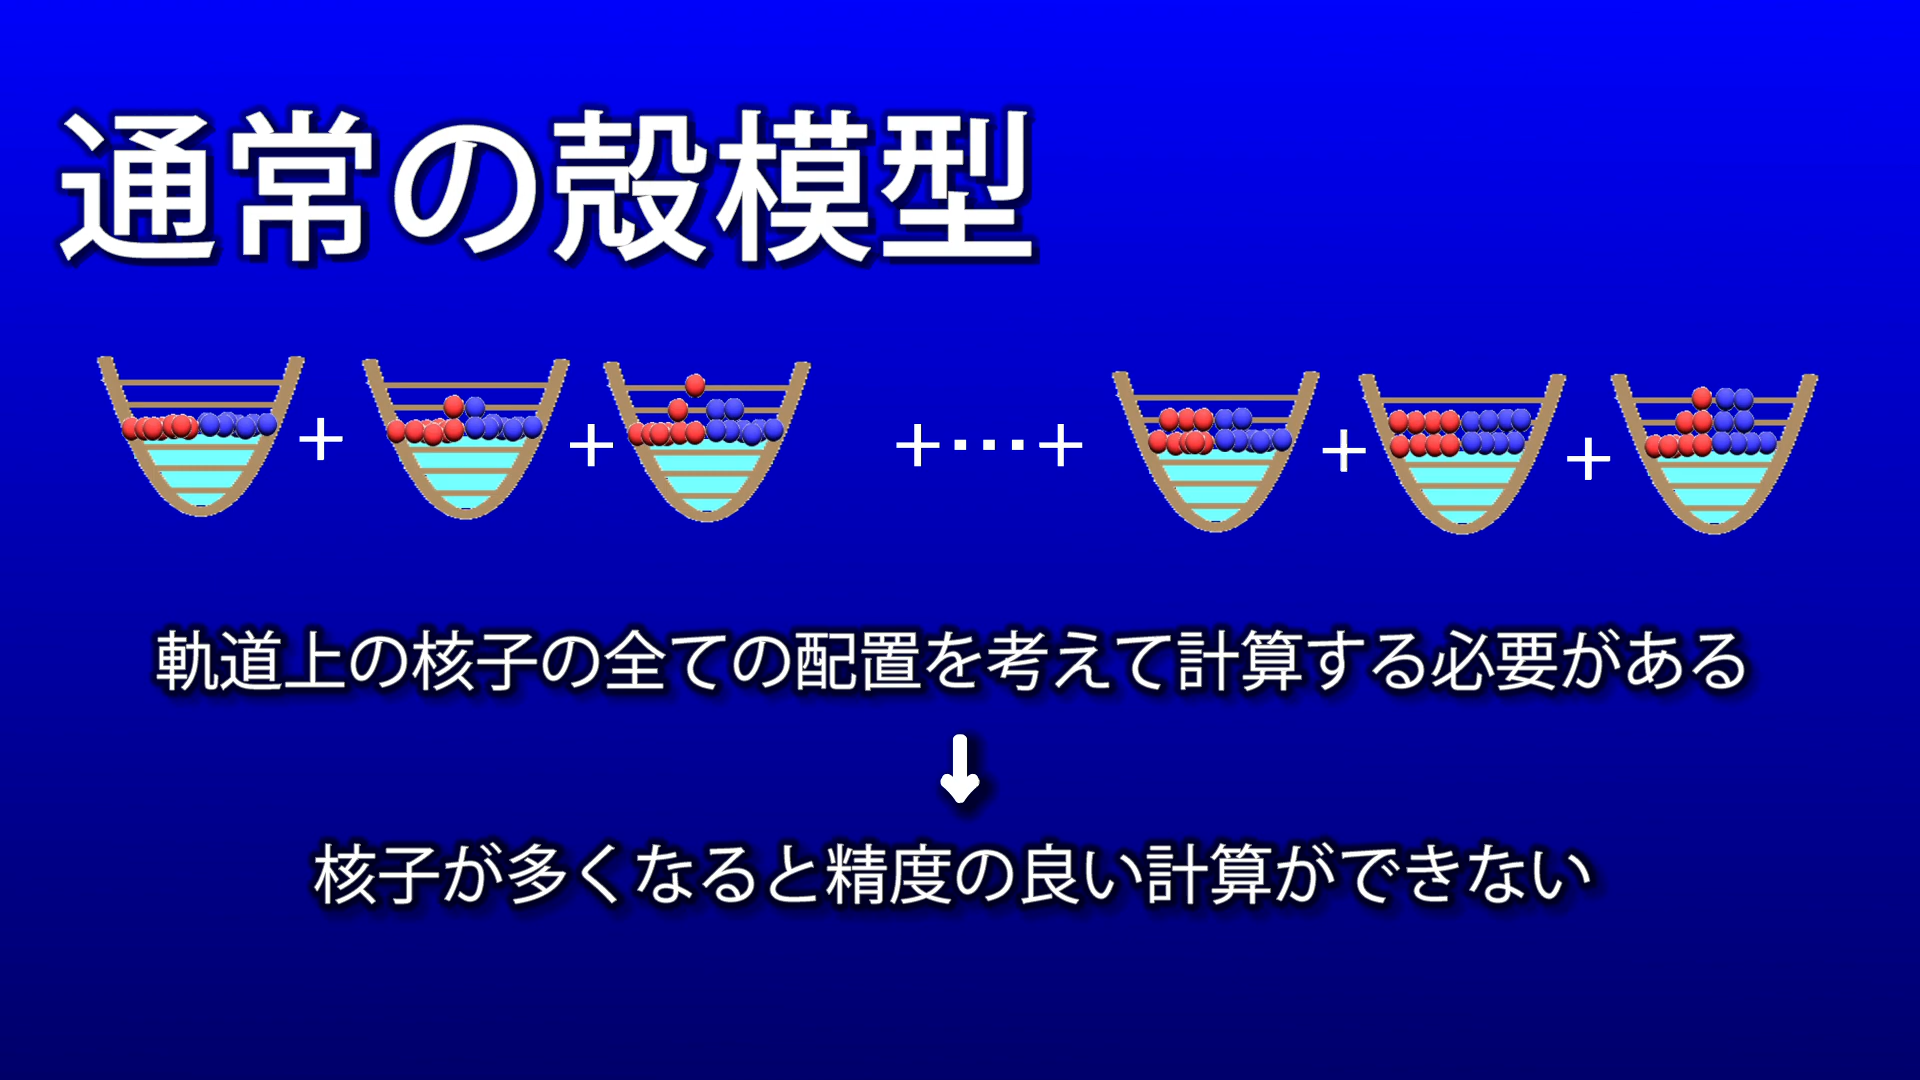 通常の殻模型
+ + +···+ + +
軌道上の核子の全ての配置を考えて計算する必要がある
↓
核子が多くなると精度の良い計算ができない